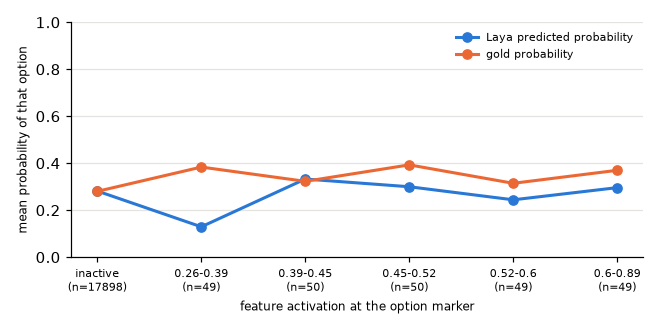 1.0
0.8
0.6
0.4
0.2
0.0
mean probability of that option
Laya predicted probability
gold probability
inactive
(n=17898)
0.26-0.39
(n=49)
0.39-0.45
(n=50)
0.45-0.52
(n=50)
0.52-0.6
(n=49)
0.6-0.89
(n=49)
feature activation at the option marker